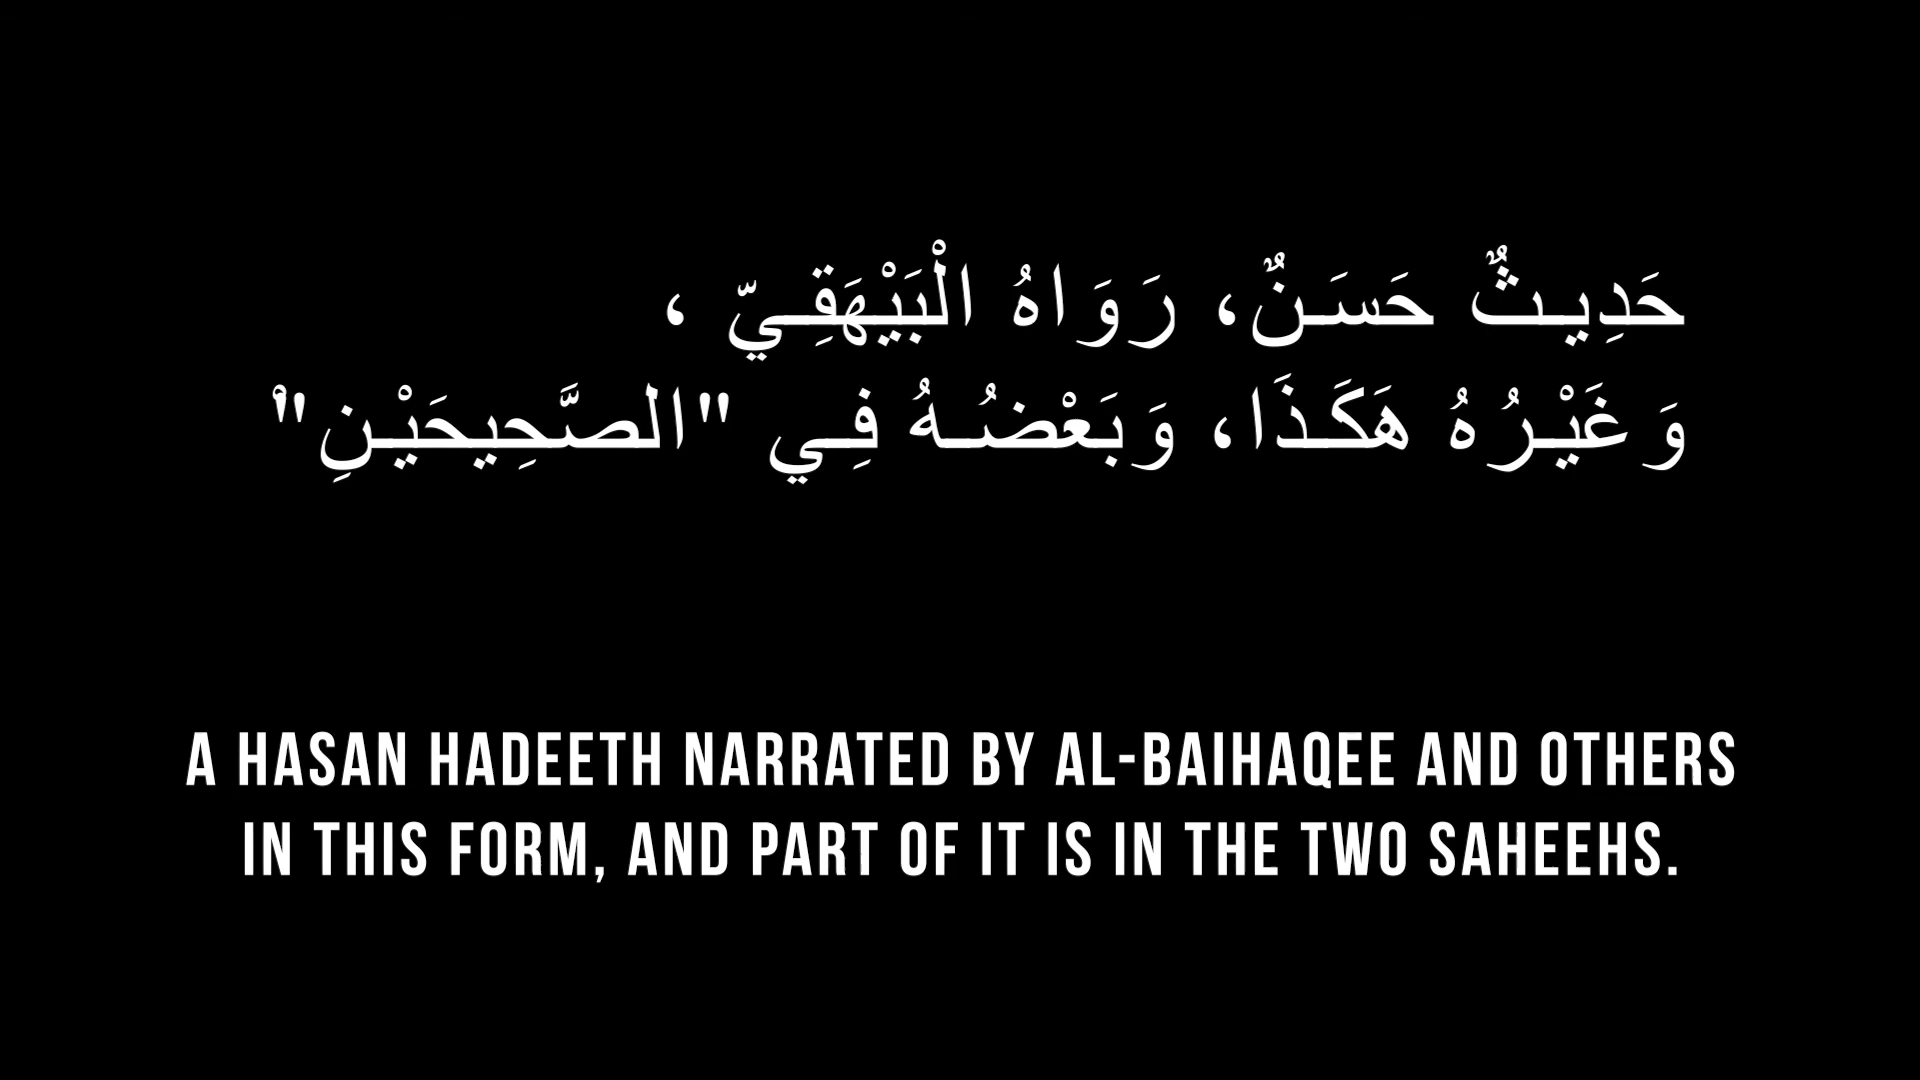 حَدِيثٌ حَسَنٌ، رَوَاهُ الْبَيْهَقِيّ ،
وَغَيْرُهُ هَكَذَا، وَبَعْضُهُ فِي "الصَّحِيحَيْنِ"
A HASAN HADEETH NARRATED BY AL-BAIHAQEE AND OTHERS
IN THIS FORM, AND PART OF IT IS IN THE TWO SAHEEHS.